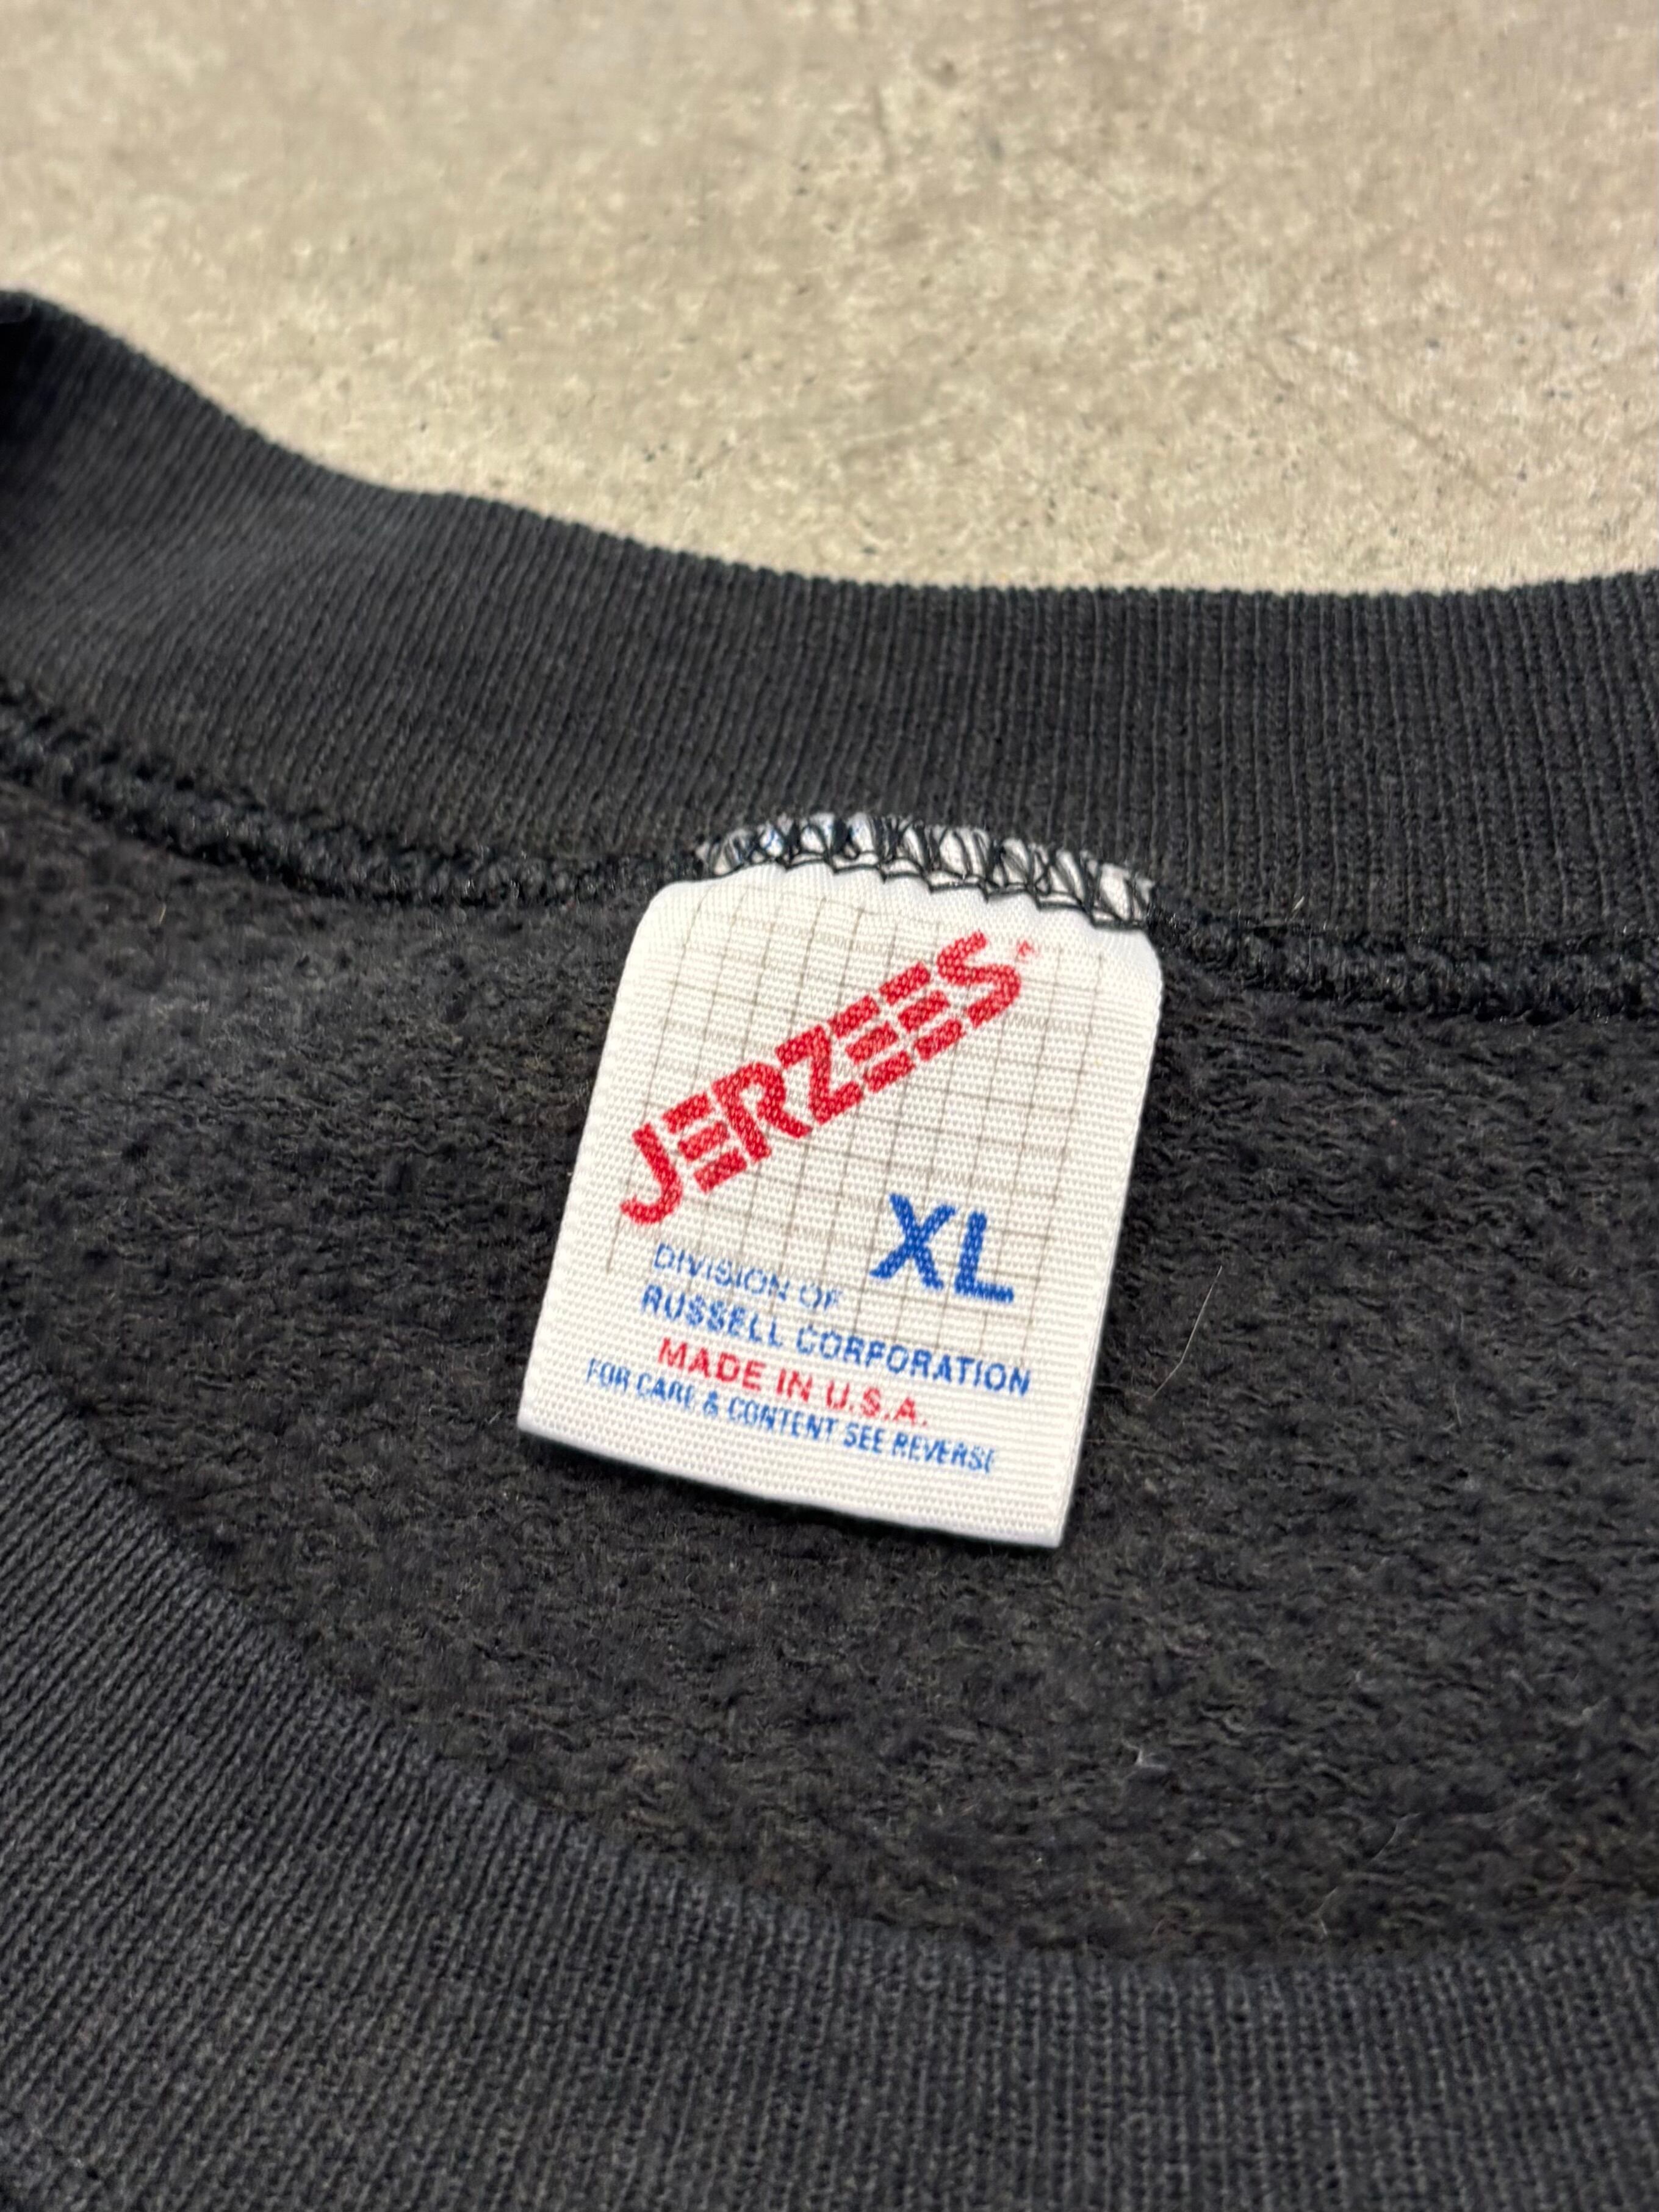 JERZEES®
XL
DIVISION OF
RUSSELL CORPORATION
MADE IN U.S.A.
FOR CARE & CONTENT SEE REVERSE